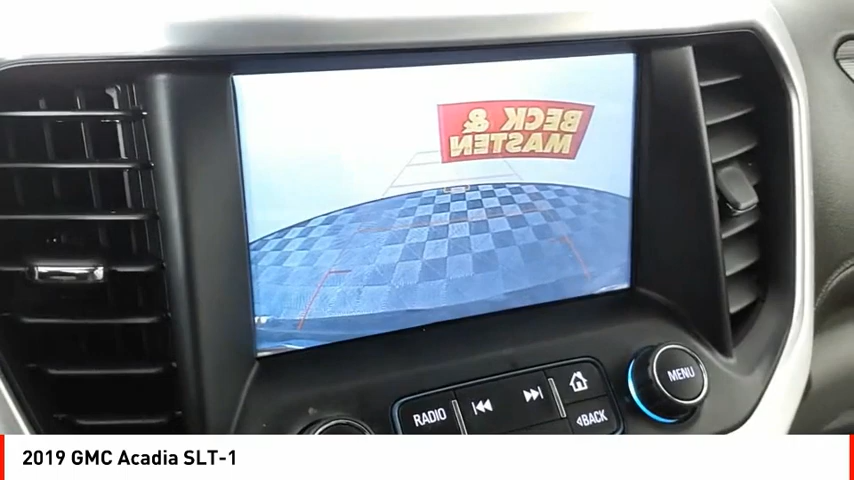 BECK &
MASTEN
RADIO
MENU
BACK
2019 GMC Acadia SLT-1